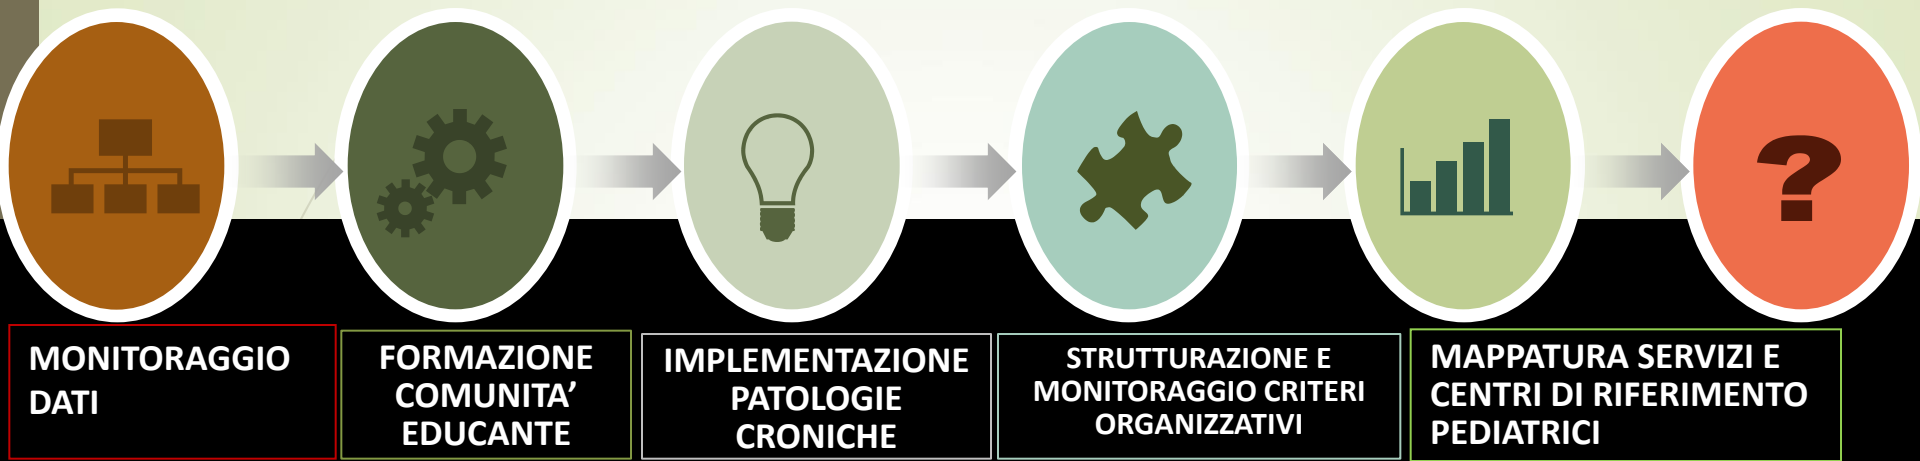 ?
MONITORAGGIO
DATI
FORMAZIONE
COMUNITA’
EDUCANTE
IMPLEMENTAZIONE
PATOLOGIE
CRONICHE
STRUTTURAZIONE E
MONITORAGGIO CRITERI
ORGANIZZATIVI
MAPPATURA SERVIZI E
CENTRI DI RIFERIMENTO
PEDIATRICI